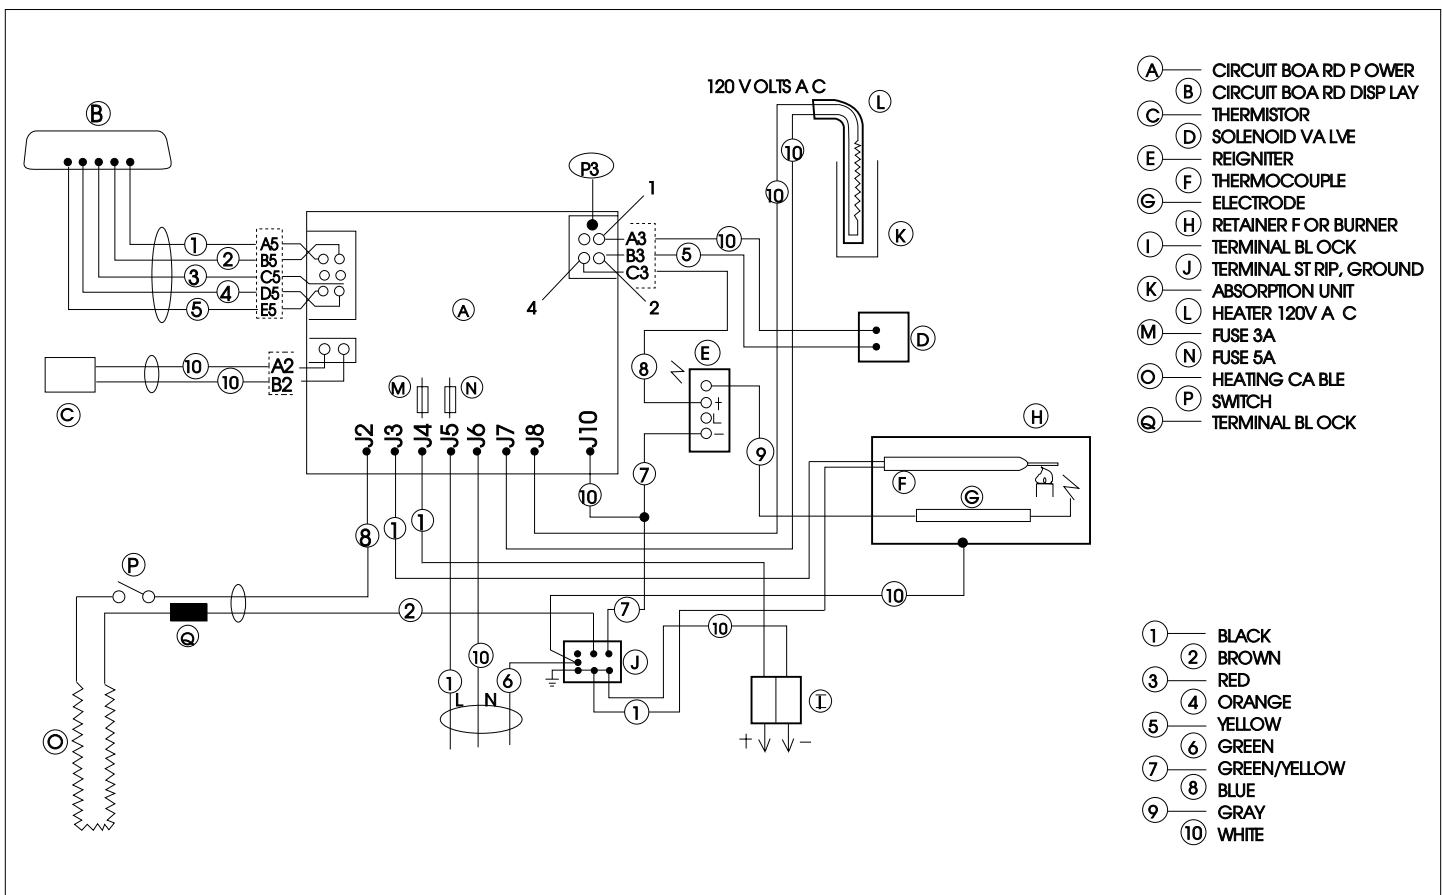 120 VOLTS AC
L
B
10
10
P3
1
A3
B3
C3
10
5
4
2
K
1
2
3
4
5
A5
B5
C5
D5
E5
A
D
E
8
+
L
–
10
10
A2
B2
C
M
N
J2
J3
J4
J5
J6
J7
J8
J10
9
7
10
H
F
G
8
1
1
P
Q
2
7
10
10
10
J
1
6
L
N
1
I
O
+
–
A CIRCUIT BOA RD P OWER
B CIRCUIT BOA RD DISP LAY
C THERMISTOR
D SOLENOID VA LVE
E REIGNITER
F THERMOCOUPLE
G ELECTRODE
H RETAINER F OR BURNER
I TERMINAL BL OCK
J TERMINAL ST RIP, GROUND
K ABSORPTION UNIT
L HEATER 120V A C
M FUSE 3A
N FUSE 5A
O HEATING CA BLE
P SWITCH
Q TERMINAL BL OCK
1 BLACK
2 BROWN
3 RED
4 ORANGE
5 YELLOW
6 GREEN
7 GREEN/YELLOW
8 BLUE
9 GRAY
10 WHITE